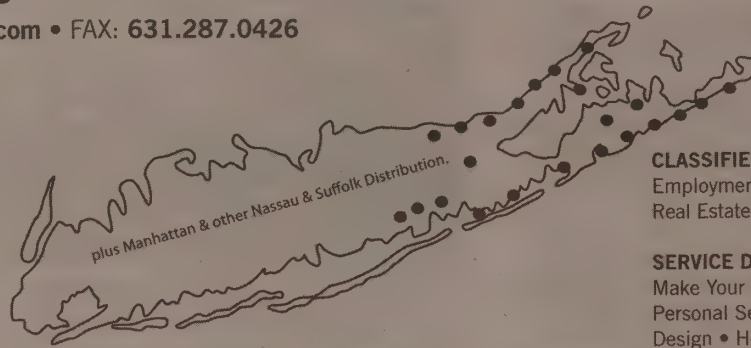 com • FAX: 631.287.0426
plus Manhattan & other Nassau & Suffolk Distribution.
CLASSIFIE
Employmen
Real Estate
SERVICE D
Make Your
Personal Se
Design • H